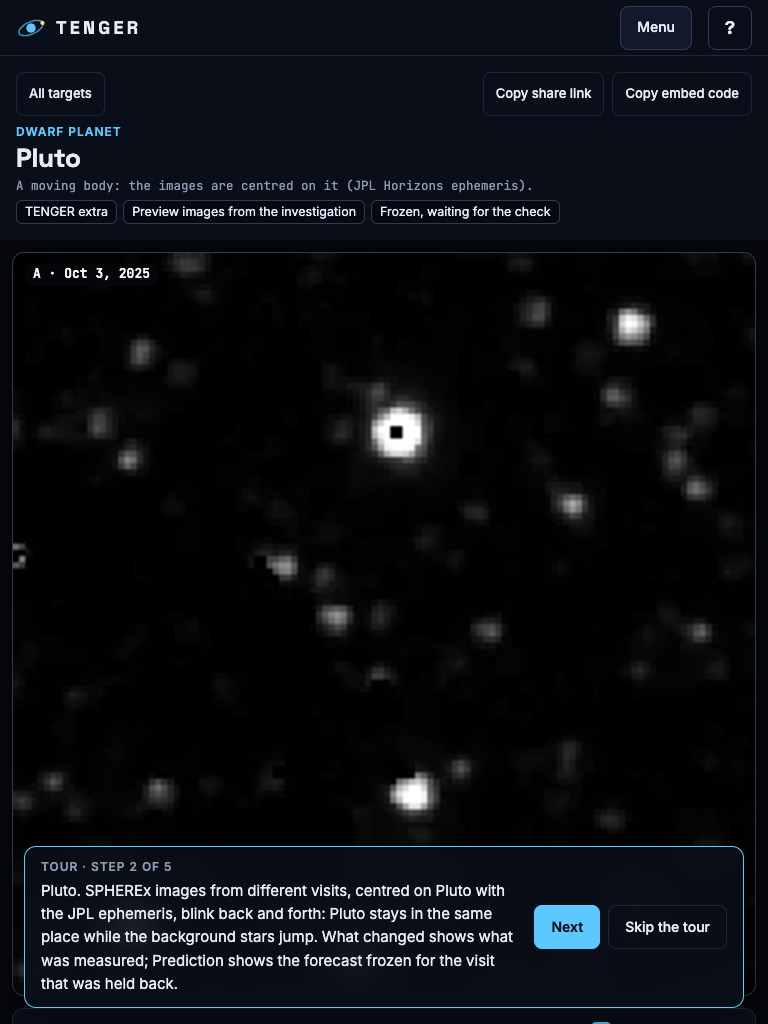 TENGER
Menu
?
All targets
Copy share link
Copy embed code
DWARF PLANET
Pluto
A moving body: the images are centred on it (JPL Horizons ephemeris).
TENGER extra
Preview images from the investigation
Frozen, waiting for the check
A · Oct 3, 2025
TOUR · STEP 2 OF 5
Pluto. SPHEREx images from different visits, centred on Pluto with
the JPL ephemeris, blink back and forth: Pluto stays in the same
place while the background stars jump. What changed shows what
was measured; Prediction shows the forecast frozen for the visit
that was held back.
Next
Skip the tour